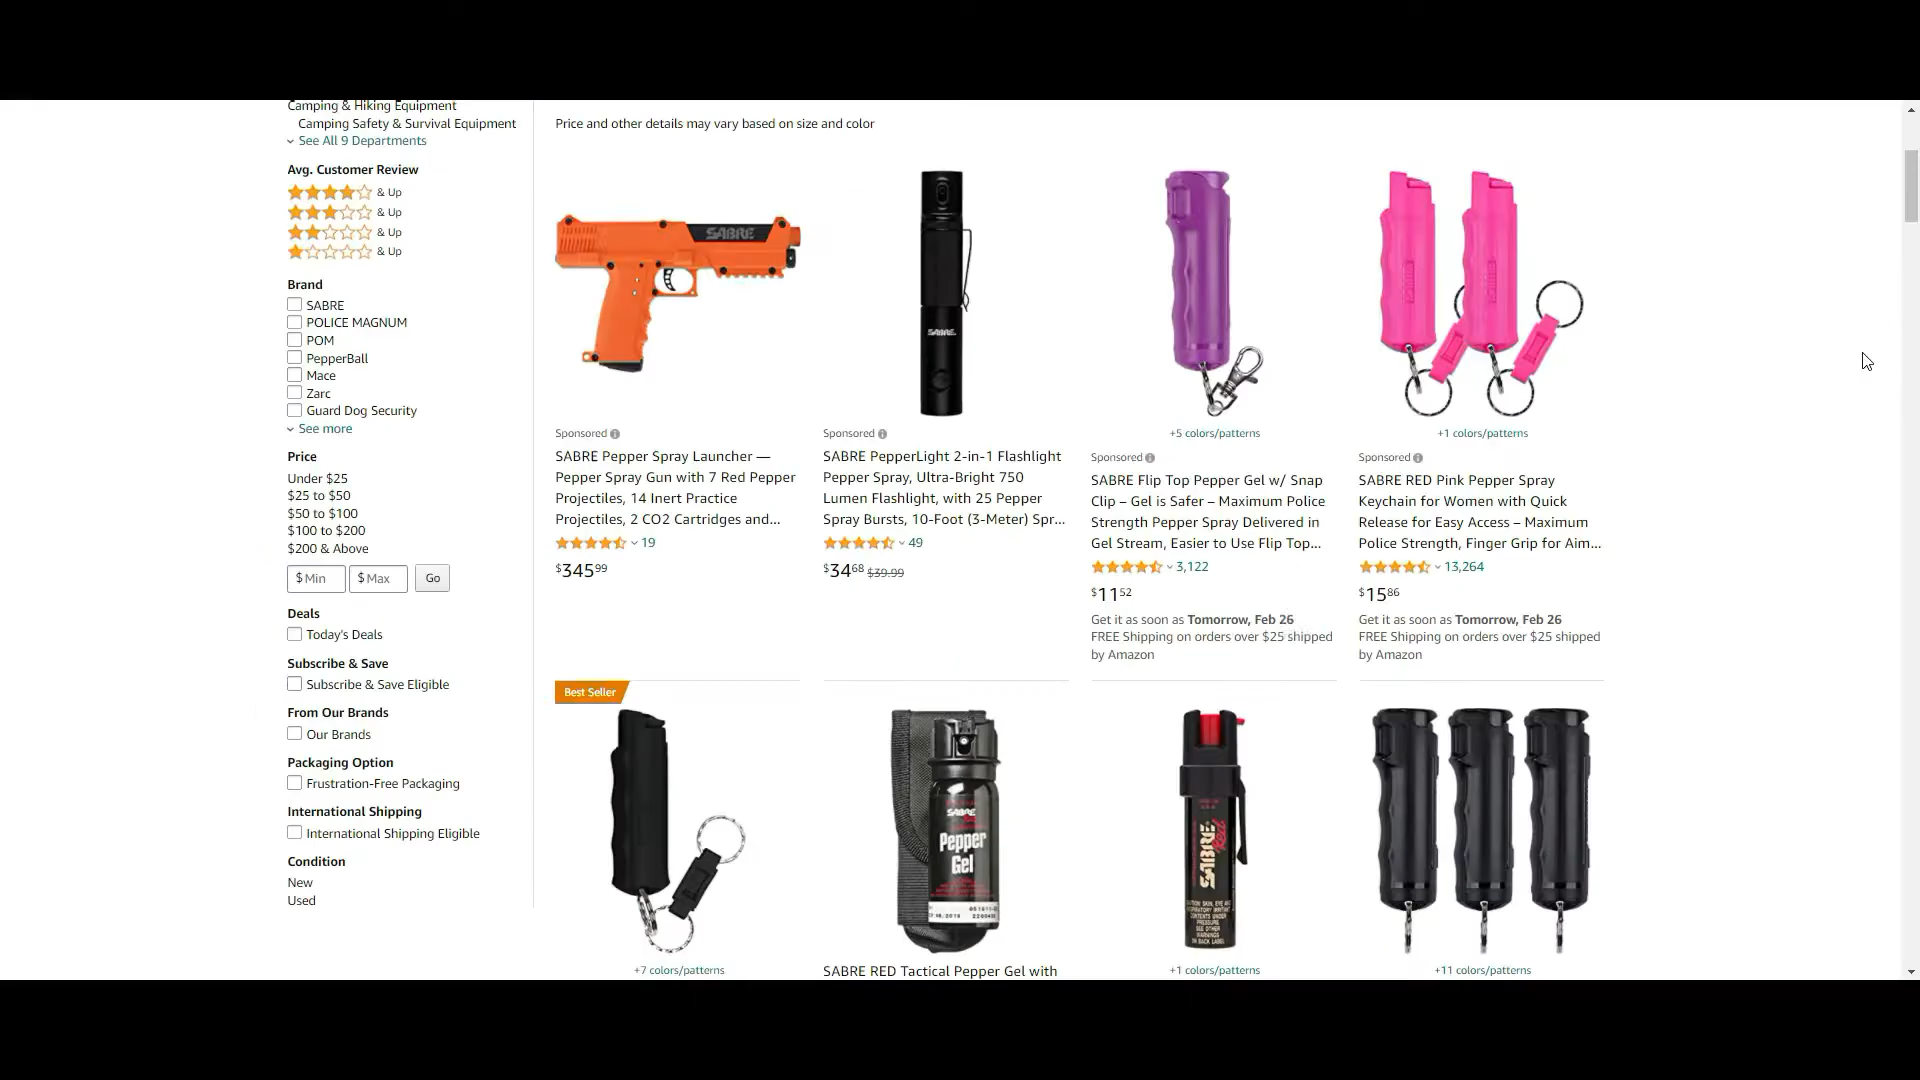 Camping & Hiking Equipment
Camping Safety & Survival Equipment
See All 9 Departments
Avg. Customer Review
& Up
& Up
& Up
& Up
Brand
SABRE
POLICE MAGNUM
POM
PepperBall
Mace
Zarc
Guard Dog Security
See more
Price
Under $25
$25 to $50
$50 to $100
$100 to $200
$200 & Above
$ Min $ Max Go
Deals
Today's Deals
Subscribe & Save
Subscribe & Save Eligible
From Our Brands
Our Brands
Packaging Option
Frustration-Free Packaging
International Shipping
International Shipping Eligible
Condition
New
Used
Price and other details may vary based on size and color
SABRE
Sponsored
SABRE Pepper Spray Launcher —
Pepper Spray Gun with 7 Red Pepper
Projectiles, 14 Inert Practice
Projectiles, 2 CO2 Cartridges and...
19
$345 99
SABRE
Sponsored
SABRE PepperLight 2-in-1 Flashlight
Pepper Spray, Ultra-Bright 750
Lumen Flashlight, with 25 Pepper
Spray Bursts, 10-Foot (3-Meter) Spr...
49
$34 68 $39.99
+5 colors/patterns
Sponsored
SABRE Flip Top Pepper Gel w/ Snap
Clip – Gel is Safer – Maximum Police
Strength Pepper Spray Delivered in
Gel Stream, Easier to Use Flip Top...
3,122
$11 52
Get it as soon as Tomorrow, Feb 26
FREE Shipping on orders over $25 shipped
by Amazon
+1 colors/patterns
Sponsored
SABRE RED Pink Pepper Spray
Keychain for Women with Quick
Release for Easy Access – Maximum
Police Strength, Finger Grip for Aim...
13,264
$15 86
Get it as soon as Tomorrow, Feb 26
FREE Shipping on orders over $25 shipped
by Amazon
Best Seller
+7 colors/patterns
SABRE
Pepper
Gel
SABRE RED Tactical Pepper Gel with
SABRE Red
+1 colors/patterns
+11 colors/patterns